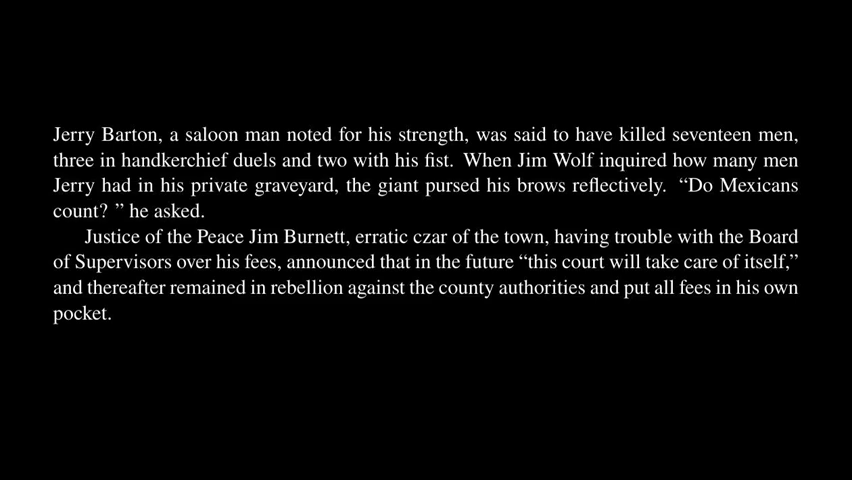 Jerry Barton, a saloon man noted for his strength, was said to have killed seventeen men,
three in handkerchief duels and two with his fist. When Jim Wolf inquired how many men
Jerry had in his private graveyard, the giant pursed his brows reflectively. “Do Mexicans
count? ” he asked.
Justice of the Peace Jim Burnett, erratic czar of the town, having trouble with the Board
of Supervisors over his fees, announced that in the future “this court will take care of itself,”
and thereafter remained in rebellion against the county authorities and put all fees in his own
pocket.